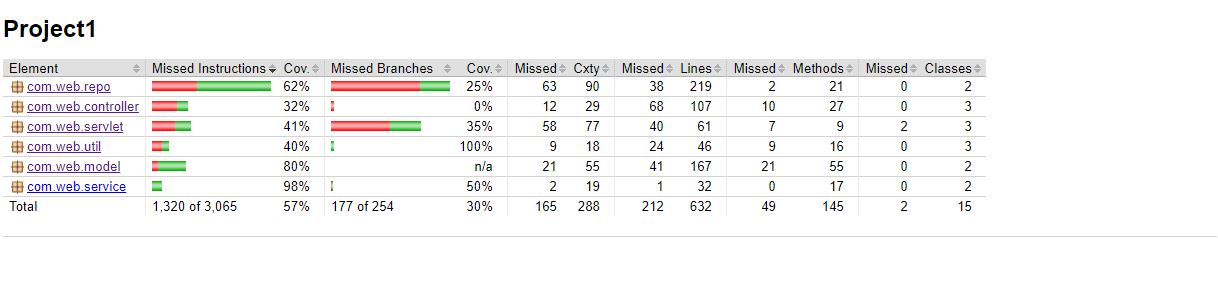 Project1
Element Missed Instructions Cov. Missed Branches Cov. Missed Cxty Missed Lines Missed Methods Missed Classes
com.web.repo 62% 25% 63 90 38 219 2 21 0 2
com.web.controller 32% 0% 12 29 68 107 10 27 0 3
com.web.servlet 41% 35% 58 77 40 61 7 9 2 3
com.web.util 40% 100% 9 18 24 46 9 16 0 3
com.web.model 80% n/a 21 55 41 167 21 55 0 2
com.web.service 98% 50% 2 19 1 32 0 17 0 2
Total 1,320 of 3,065 57% 177 of 254 30% 165 288 212 632 49 145 2 15